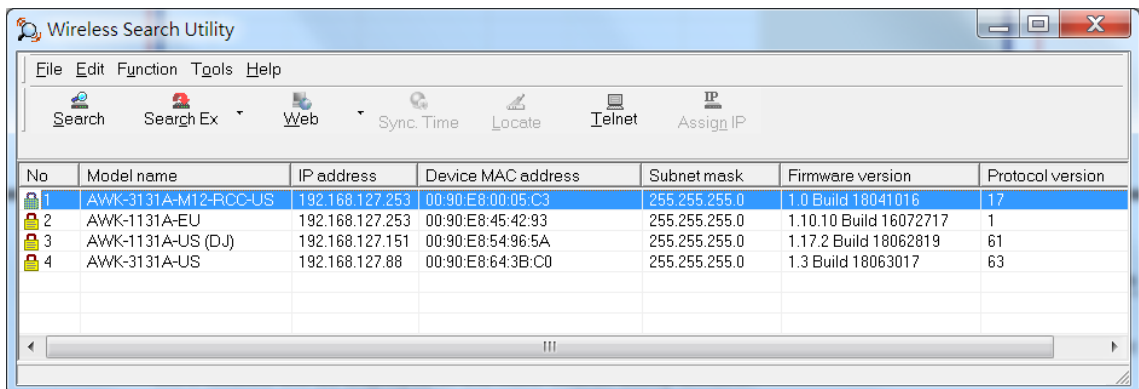 Wireless Search Utility
File Edit Function Tools Help
Search Search Ex Web Sync. Time Locate Telnet IP Assign IP
No Model name IP address Device MAC address Subnet mask Firmware version Protocol version
1 AWK-3131A-M12-RCC-US 192.168.127.253 00:90:E8:00:05:C3 255.255.255.0 1.0 Build 18041016 17
2 AWK-1131A-EU 192.168.127.253 00:90:E8:45:42:93 255.255.255.0 1.10.10 Build 16072717 1
3 AWK-1131A-US (DJ) 192.168.127.151 00:90:E8:54:96:5A 255.255.255.0 1.17.2 Build 18062819 61
4 AWK-3131A-US 192.168.127.88 00:90:E8:64:3B:C0 255.255.255.0 1.3 Build 18063017 63